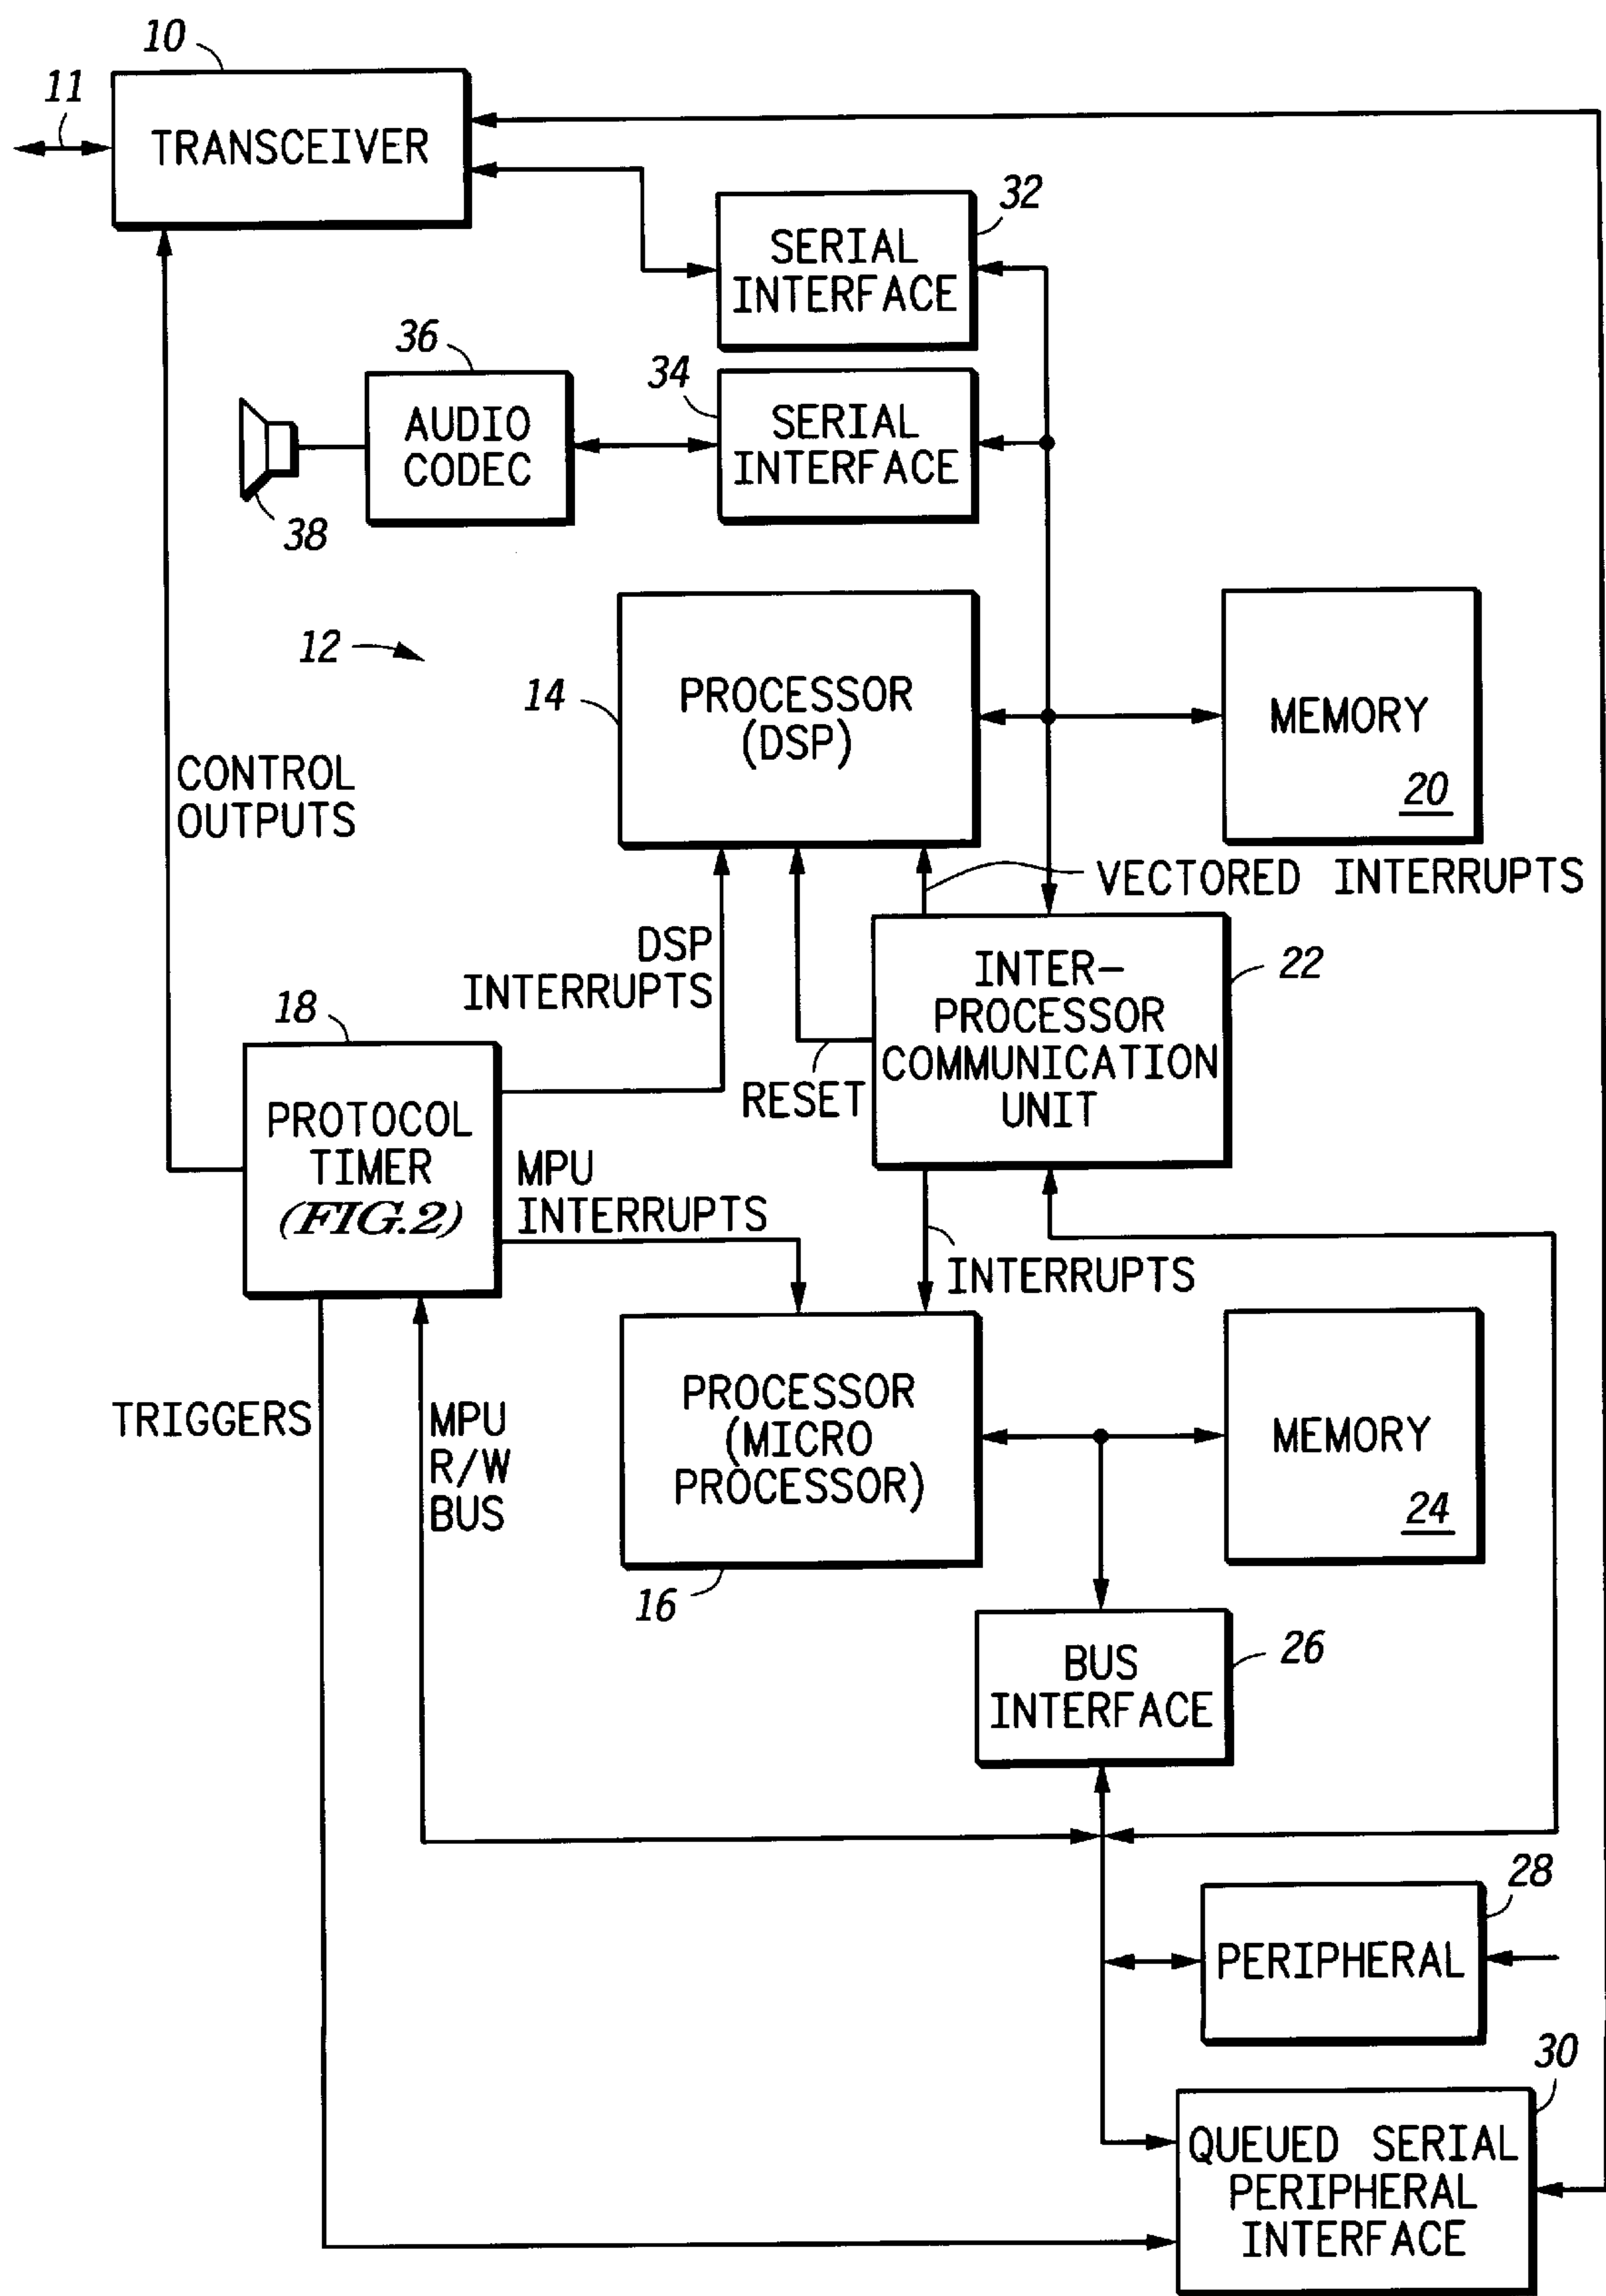 10
11
TRANSCEIVER
32
SERIAL
INTERFACE
36
34
AUDIO
CODEC
SERIAL
INTERFACE
38
12
14
PROCESSOR
(DSP)
MEMORY
20
CONTROL
OUTPUTS
VECTORED INTERRUPTS
DSP
INTERRUPTS
INTER-
PROCESSOR
COMMUNICATION
UNIT
22
18
RESET
PROTOCOL
TIMER
(FIG.2)
MPU
INTERRUPTS
INTERRUPTS
TRIGGERS
MPU
R/W
BUS
PROCESSOR
(MICRO
PROCESSOR)
MEMORY
24
16
BUS
INTERFACE
26
28
PERIPHERAL
30
QUEUED SERIAL
PERIPHERAL
INTERFACE